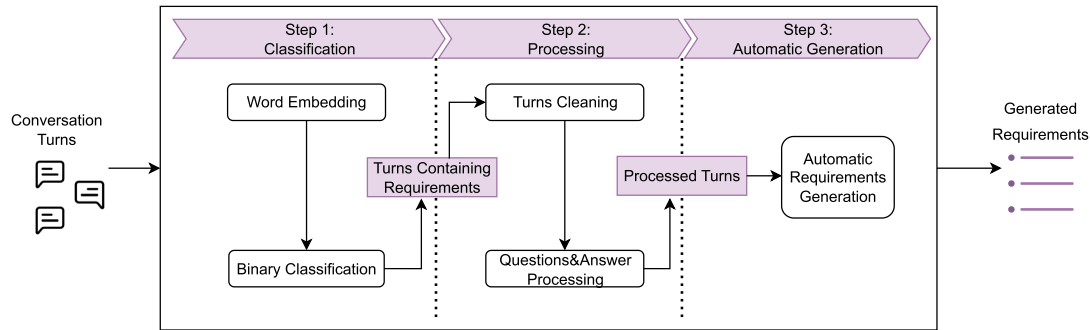 Step 1:
Classification
Step 2:
Processing
Step 3:
Automatic Generation
Conversation
Turns
Word Embedding
Binary Classification
Turns Containing
Requirements
Turns Cleaning
Questions&Answer
Processing
Processed Turns
Automatic
Requirements
Generation
Generated
Requirements